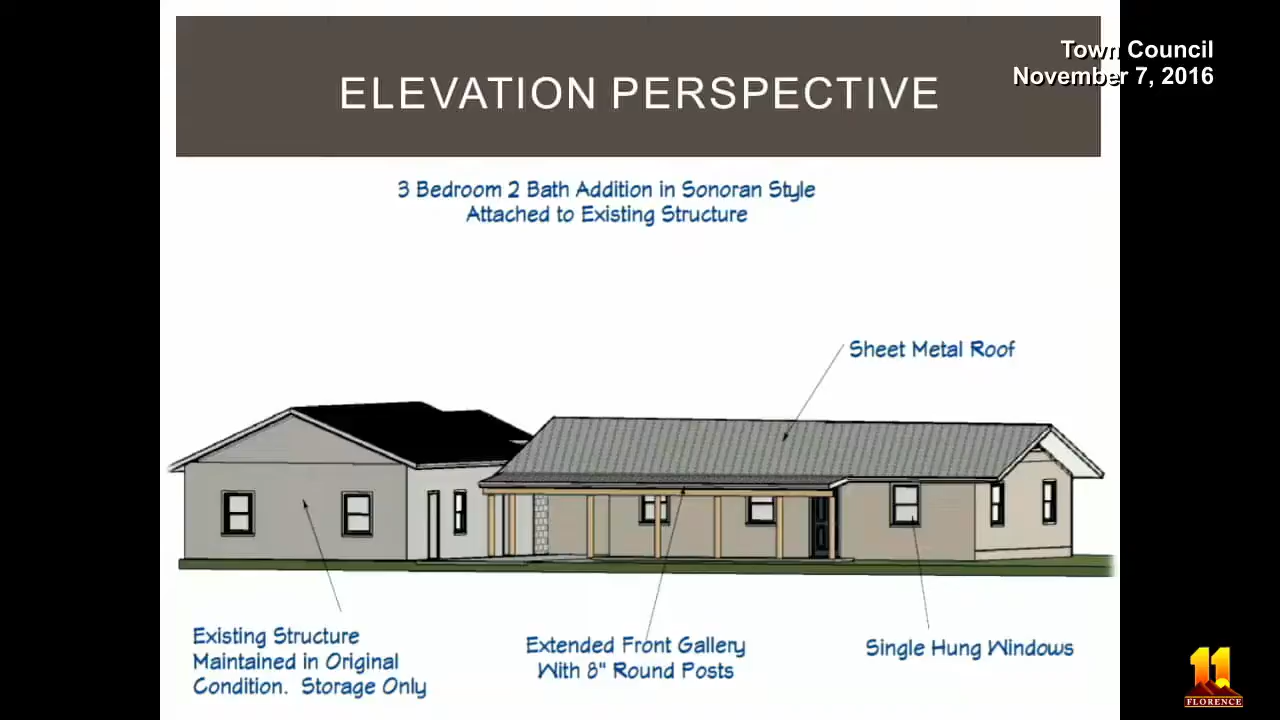 Town Council
November 7, 2016
ELEVATION PERSPECTIVE
3 Bedroom 2 Bath Addition in Sonoran Style
Attached to Existing Structure
Sheet Metal Roof
Existing Structure
Maintained in Original
Condition. Storage Only
Extended Front Gallery
With 8" Round Posts
Single Hung Windows
11
FLORENCE